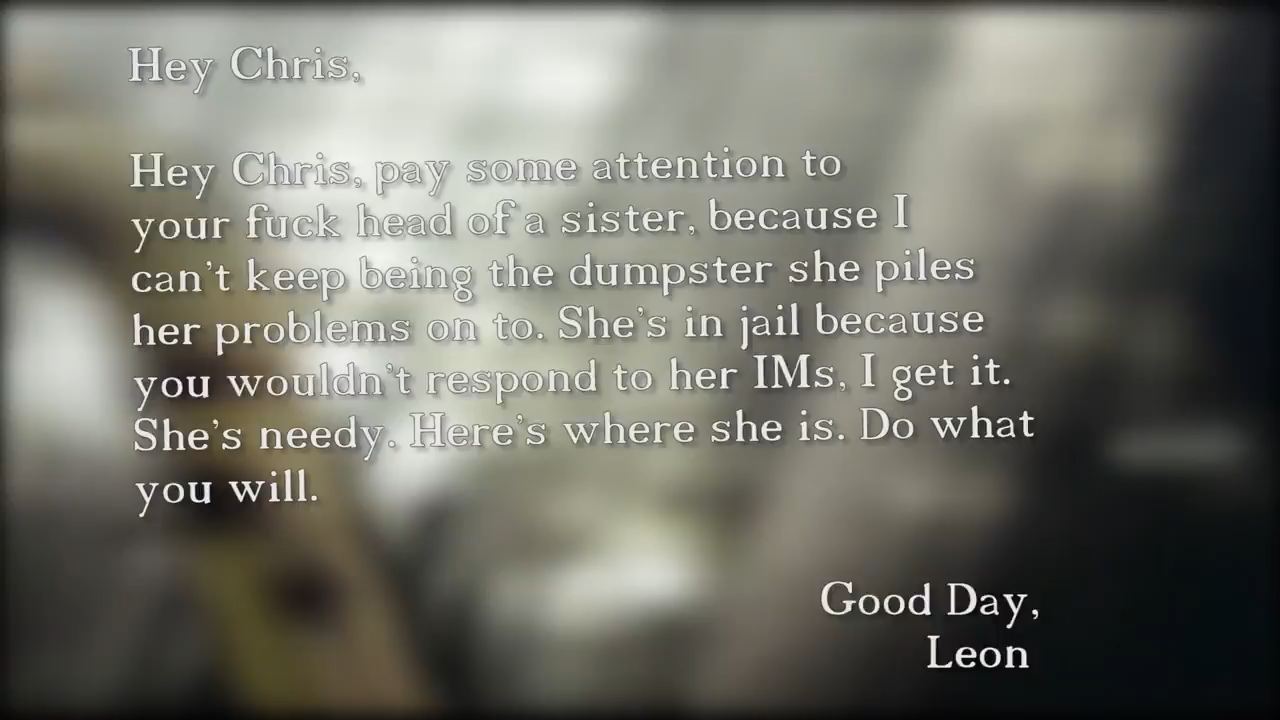 Hey Chris,
Hey Chris, pay some attention to
your fuck head of a sister, because I
can't keep being the dumpster she piles
her problems on to. She's in jail because
you wouldn't respond to her IMs, I get it.
She's needy. Here's where she is. Do what
you will.
Good Day,
Leon